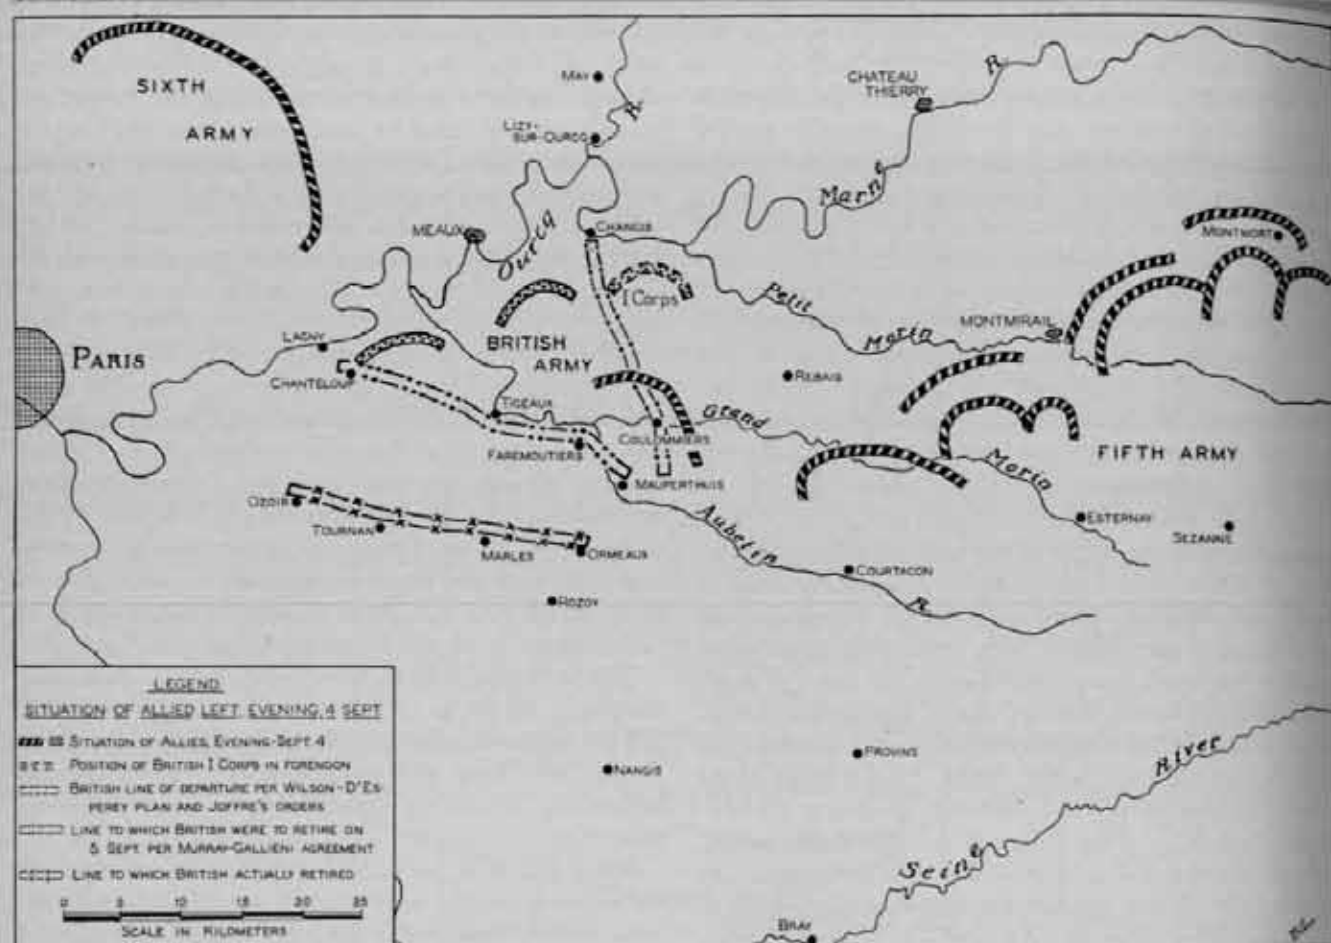 SIXTH
ARMY
MAY
LIZY-
SUR-OURCQ
R.
CHATEAU
THIERRY
R.
Marne
MEAUX
Ourcq
CHANGIS
I Corps
MONTMORT
Petit
Morin
MONTMIRAIL
LAGNY
PARIS
BRITISH
ARMY
CHANTELOUP
REBAIS
TIGEAUX
Grand
COULOMMIERS
FAREMOUTIERS
FIFTH ARMY
Morin
MAUPERTHUIS
OZOIR
Aubetin
ESTERNAY
SEZANNE
TOURNAN
MARLES
ORMEAUX
COURTACON
R.
ROZOY
LEGEND
SITUATION OF ALLIED LEFT EVENING 4 SEPT
SITUATION OF ALLIES, EVENING-SEPT 4
POSITION OF BRITISH I CORPS IN FORENOON
BRITISH LINE OF DEPARTURE PER WILSON-D'ES-
PEREY PLAN AND JOFFRE'S ORDERS
LINE TO WHICH BRITISH WERE TO RETIRE ON
5 SEPT. PER MURRAY-GALLIENI AGREEMENT
LINE TO WHICH BRITISH ACTUALLY RETIRED
0 5 10 15 20 25
SCALE IN KILOMETERS
NANGIS
PROVINS
River
Seine
BRAY